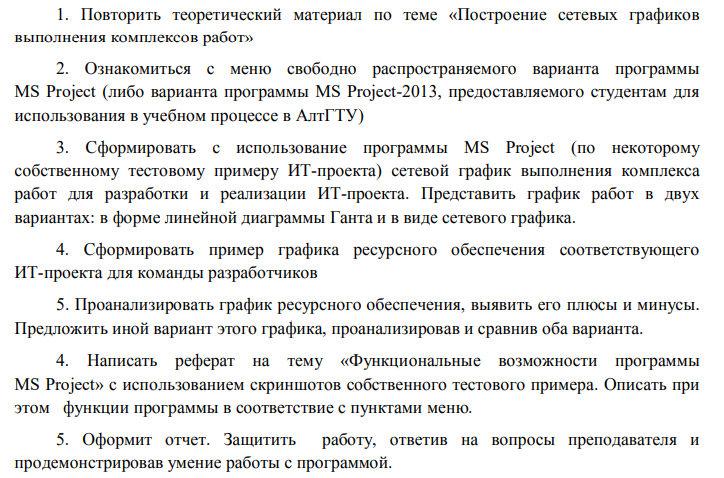 1. Повторить теоретический материал по теме «Построение сетевых графиков
выполнения комплексов работ»
2. Ознакомиться с меню свободно распространяемого варианта программы
MS Project (либо варианта программы MS Project-2013, предоставляемого студентам для
использования в учебном процессе в АлтГТУ)
3. Сформировать с использование программы MS Project (по некоторому
собственному тестовому примеру ИТ-проекта) сетевой график выполнения комплекса
работ для разработки и реализации ИТ-проекта. Представить график работ в двух
вариантах: в форме линейной диаграммы Ганта и в виде сетевого графика.
4. Сформировать пример графика ресурсного обеспечения соответствующего
ИТ-проекта для команды разработчиков
5. Проанализировать график ресурсного обеспечения, выявить его плюсы и минусы.
Предложить иной вариант этого графика, проанализировав и сравнив оба варианта.
4. Написать реферат на тему «Функциональные возможности программы
MS Project» с использованием скриншотов собственного тестового примера. Описать при
этом функции программы в соответствие с пунктами меню.
5. Оформит отчет. Защитить работу, ответив на вопросы преподавателя и
продемонстрировав умение работы с программой.